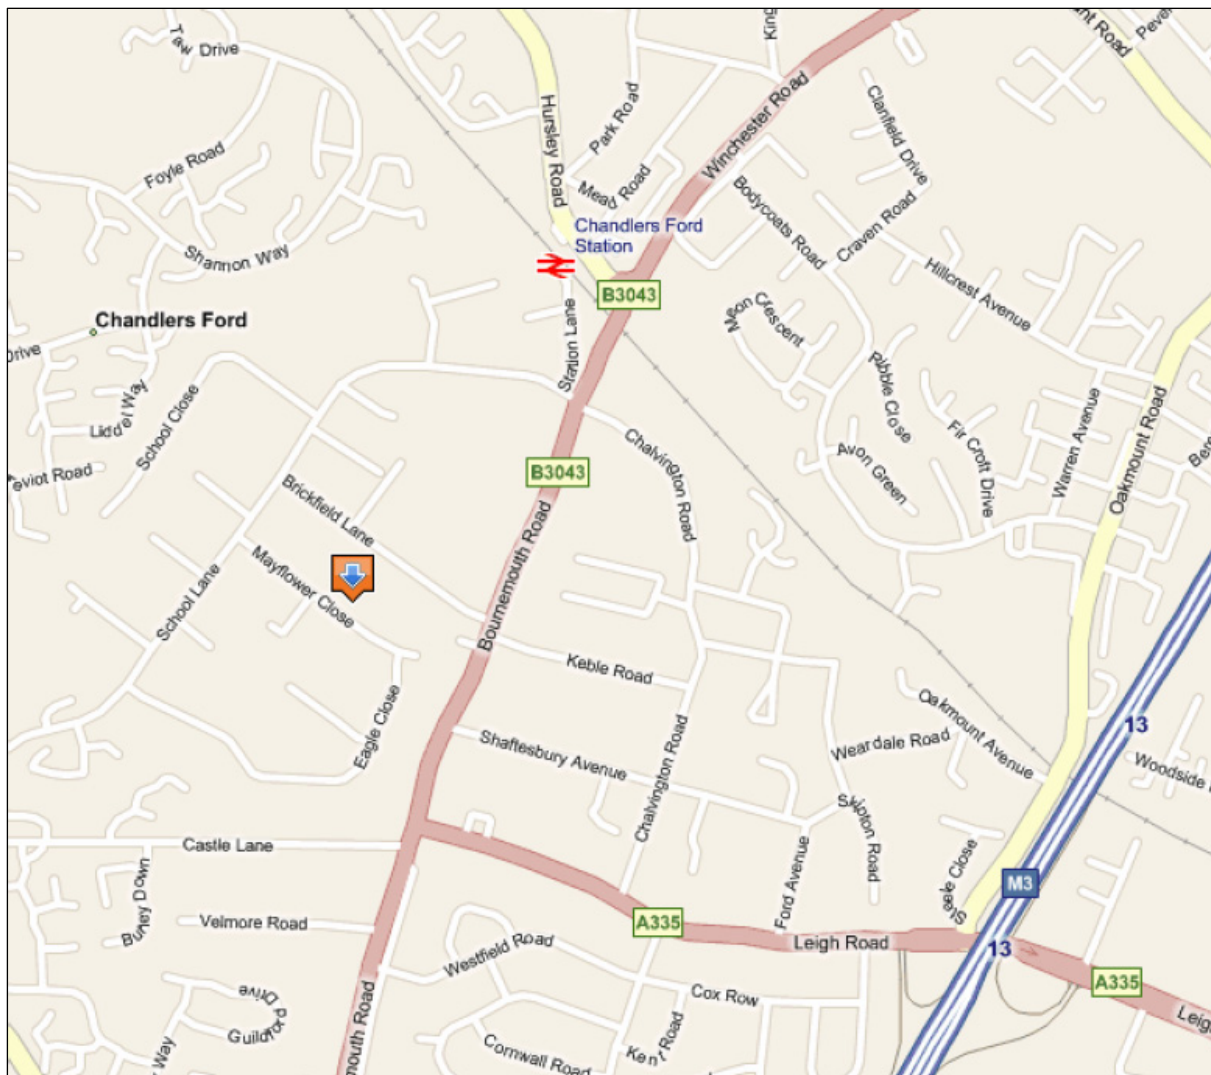 Taw Drive
Hursley Road
Park Road
Winchester Road
Clanfield Drive
Foyle Road
Mead Road
Bodycoats Road
Craven Road
Shannon Way
Chandlers Ford
Station
Hillcrest Avenue
B3043
Chandlers Ford
Drive
Station Lane
Crescent
Ribble Close
Liddel Way
School Close
Warren Avenue
Oakmount Road
Fir Croft Drive
Avon Green
Chalvington Road
B3043
eviot Road
Brickfield Lane
Bournemouth Road
Mayflower Close
School Lane
Keble Road
Eagle Close
Shaftesbury Avenue
Chalvington Road
Weardale Road
Oakmount Avenue
13
Woodside
Skipton Road
Castle Lane
Ford Avenue
Steele Close
M3
Velmore Road
A335
Leigh Road
13
A335
Westfield Road
Cox Row
Drive
Guildford
Kent Road
Cornwall Road
mouth Road
Way
Leig